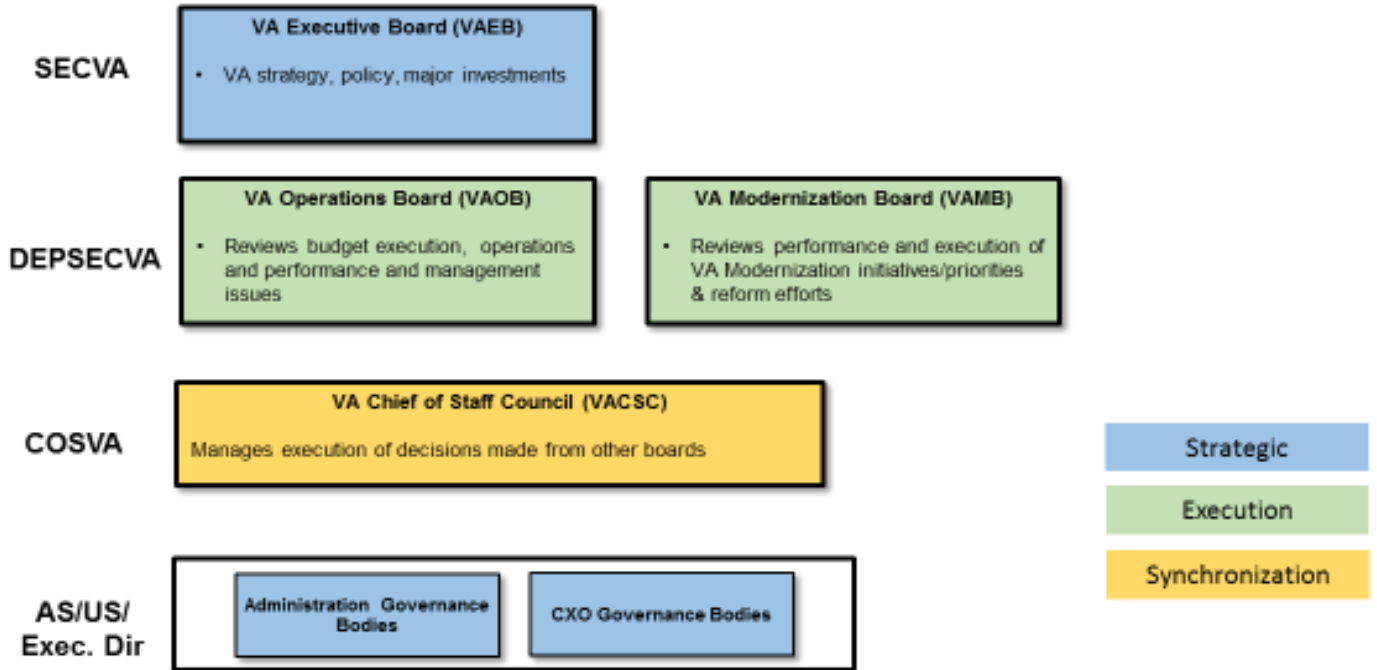 VA Executive Board (VAEB)
SECVA
• VA strategy, policy, major investments
VA Operations Board (VAOB)
• Reviews budget execution, operations
and performance and management
issues
VA Modernization Board (VAMB)
• Reviews performance and execution of
VA Modernization initiatives/priorities
& reform efforts
DEPSECVA
VA Chief of Staff Council (VACSC)
COSVA
Manages execution of decisions made from other boards
Strategic
Execution
Synchronization
AS/US/
Exec. Dir
Administration Governance
Bodies
CXO Governance Bodies